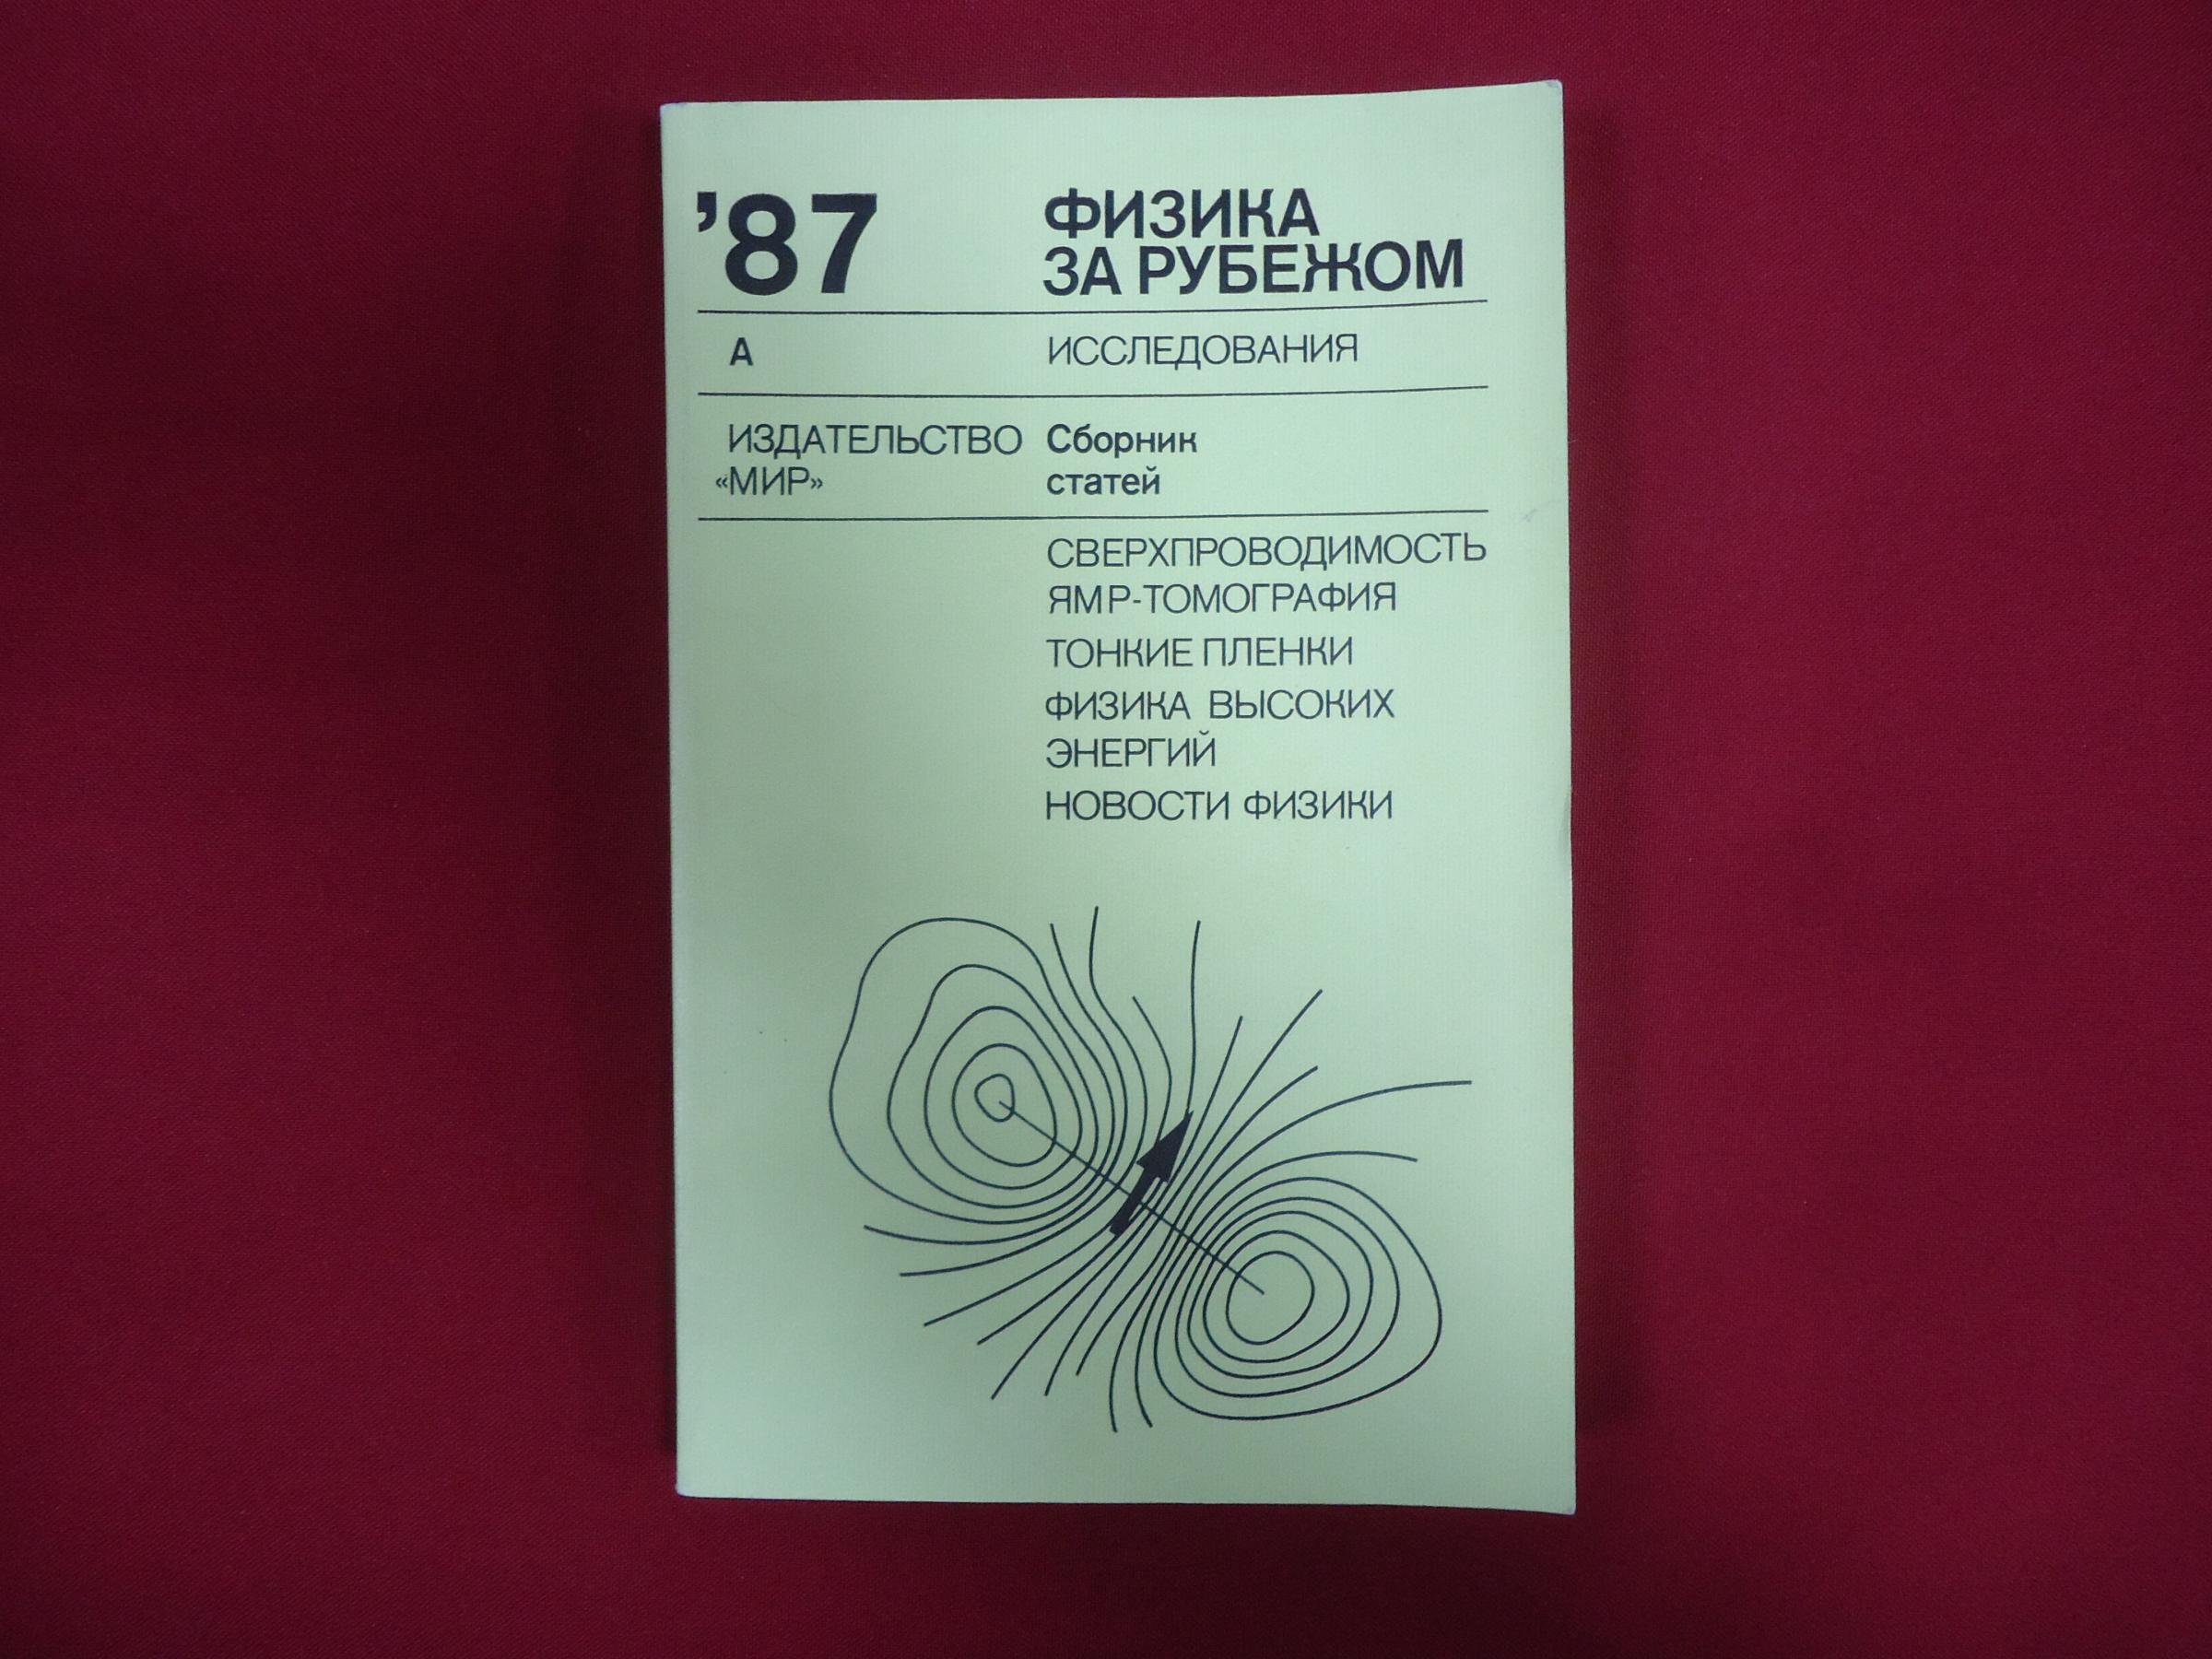 ’87 ФИЗИКА
ЗА РУБЕЖОМ
А ИССЛЕДОВАНИЯ
ИЗДАТЕЛЬСТВО
«МИР»
Сборник
статей
СВЕРХПРОВОДИМОСТЬ
ЯМР-ТОМОГРАФИЯ
ТОНКИЕ ПЛЕНКИ
ФИЗИКА ВЫСОКИХ
ЭНЕРГИЙ
НОВОСТИ ФИЗИКИ